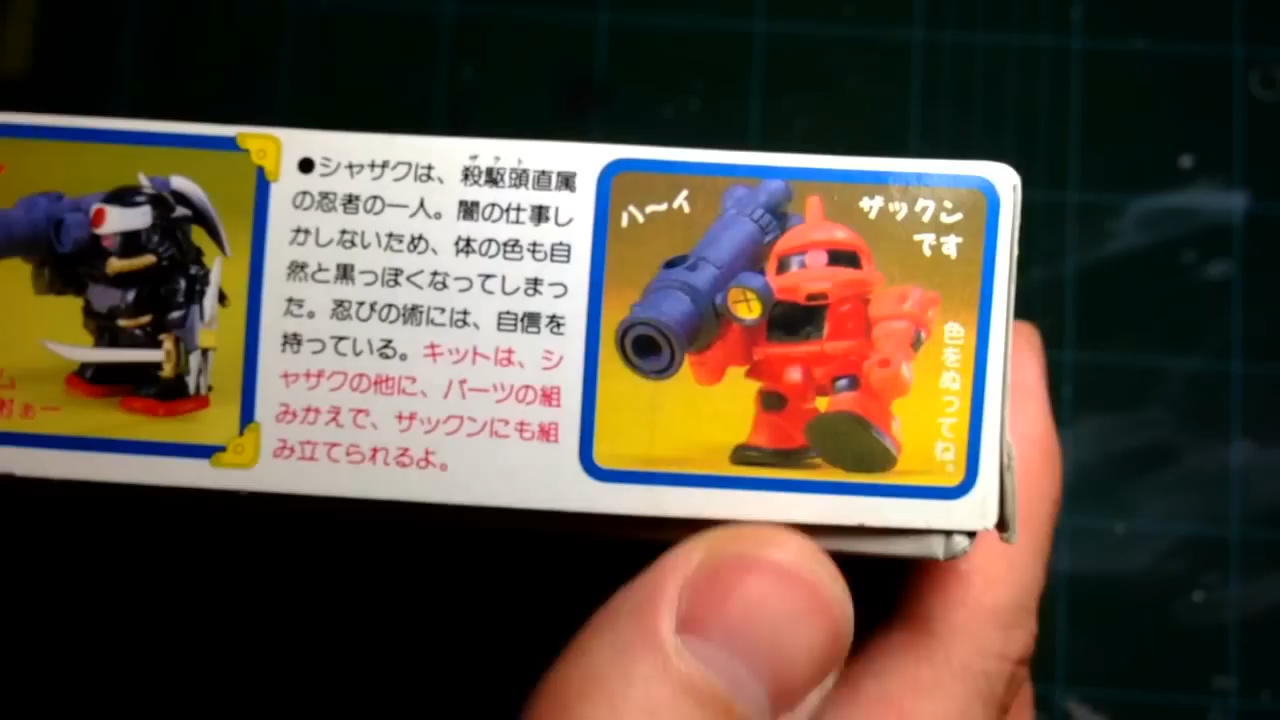 ●シャザクは、殺駆頭直属
の忍者の一人。闇の仕事し
かしないため、体の色も自
然と黒っぽくなってしまっ
た。忍びの術には、自信を
持っている。キットは、シ
ャザクの他に、パーツの組
みかえで、ザックンにも組
み立てられるよ。
ハ〜イ
ザックン
です
色をぬってね。